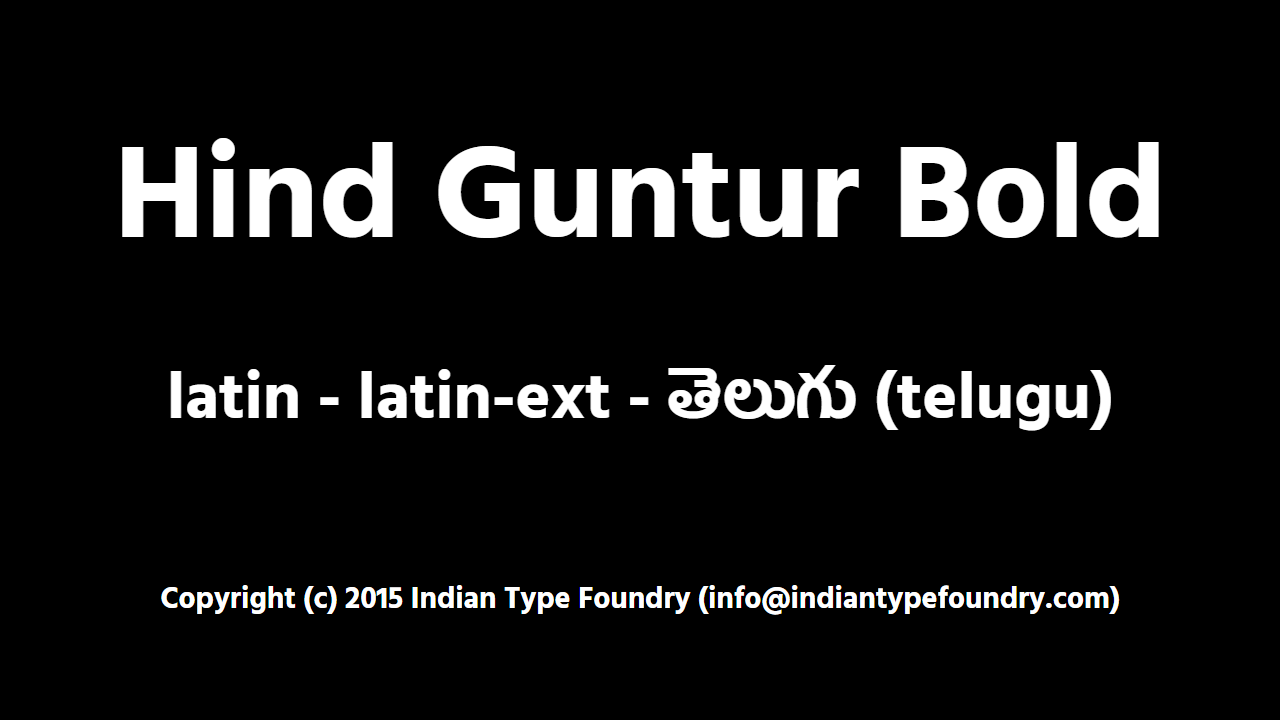 Hind Guntur Bold
latin - latin-ext - తెలుగు (telugu)
Copyright (c) 2015 Indian Type Foundry (info@indiantypefoundry.com)